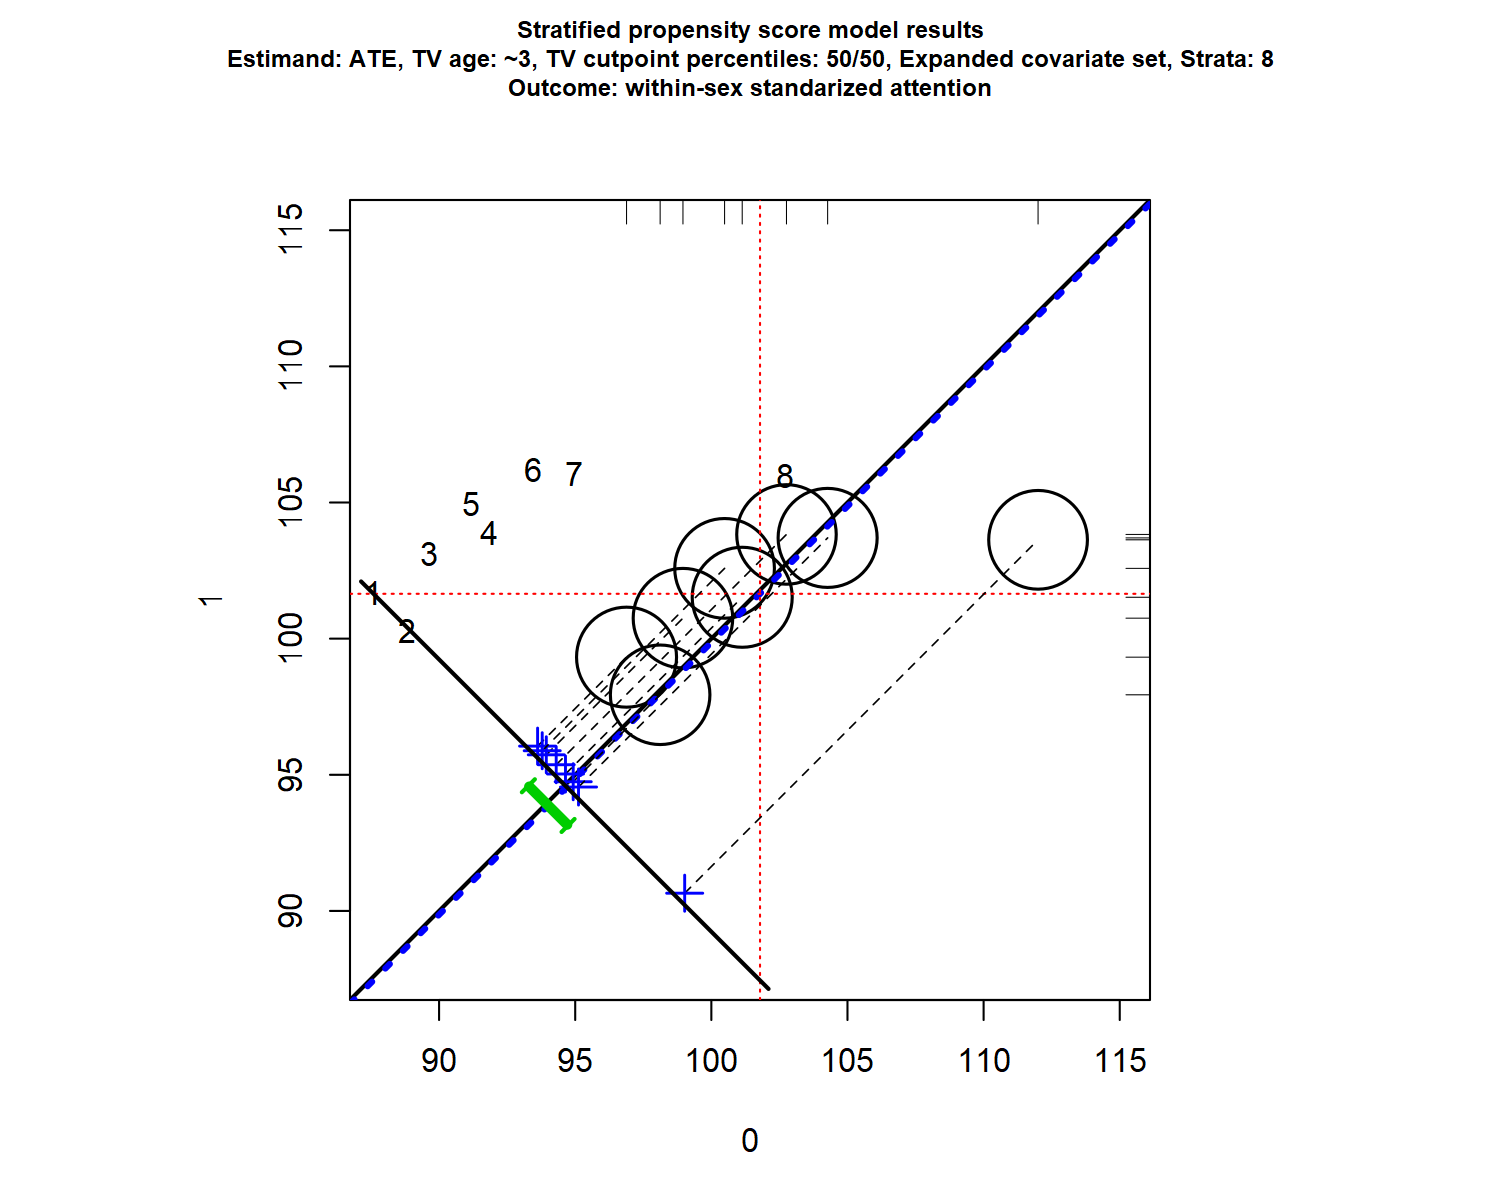 Stratified propensity score model results
Estimand: ATE, TV age: ~3, TV cutpoint percentiles: 50/50, Expanded covariate set, Strata: 8
Outcome: within-sex standarized attention
115
110
105
100
95
90
1
6 7 8
5
4
3
1
2
90 95 100 105 110 115
0